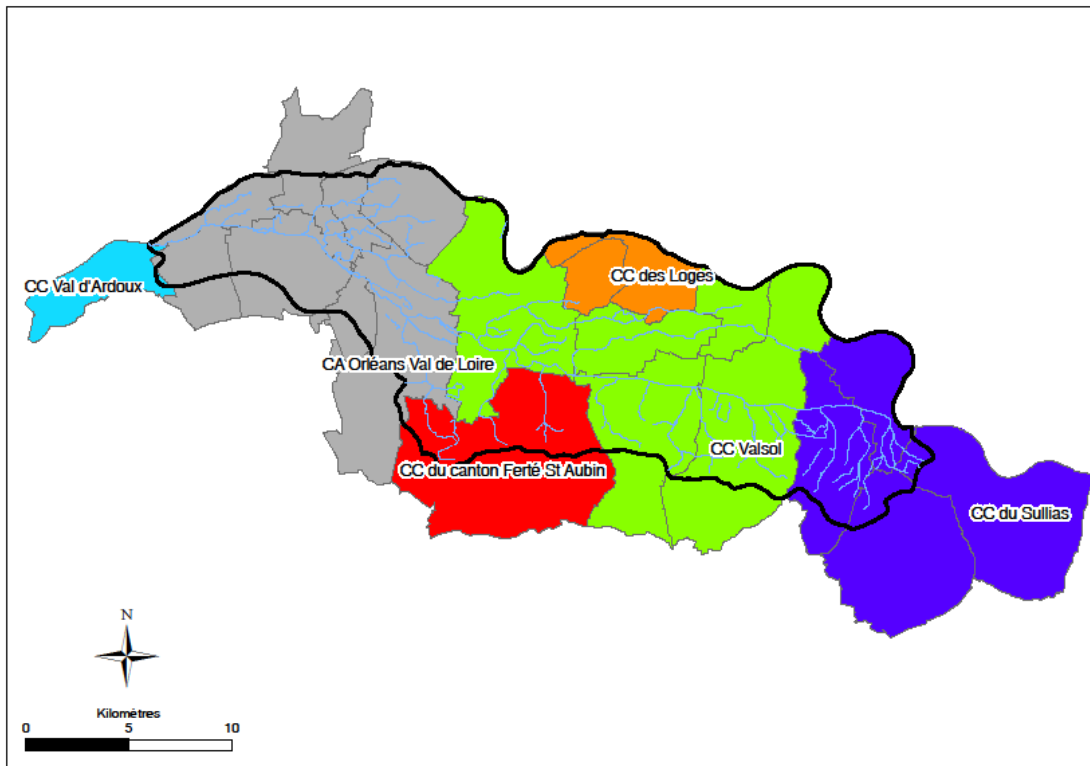 CC des Loges
CC Val d'Ardoux
CA Orléans Val de Loire
CC Valsol
CC du canton Ferté St Aubin
CC du Sullias
N
Kilomètres
0 5 10